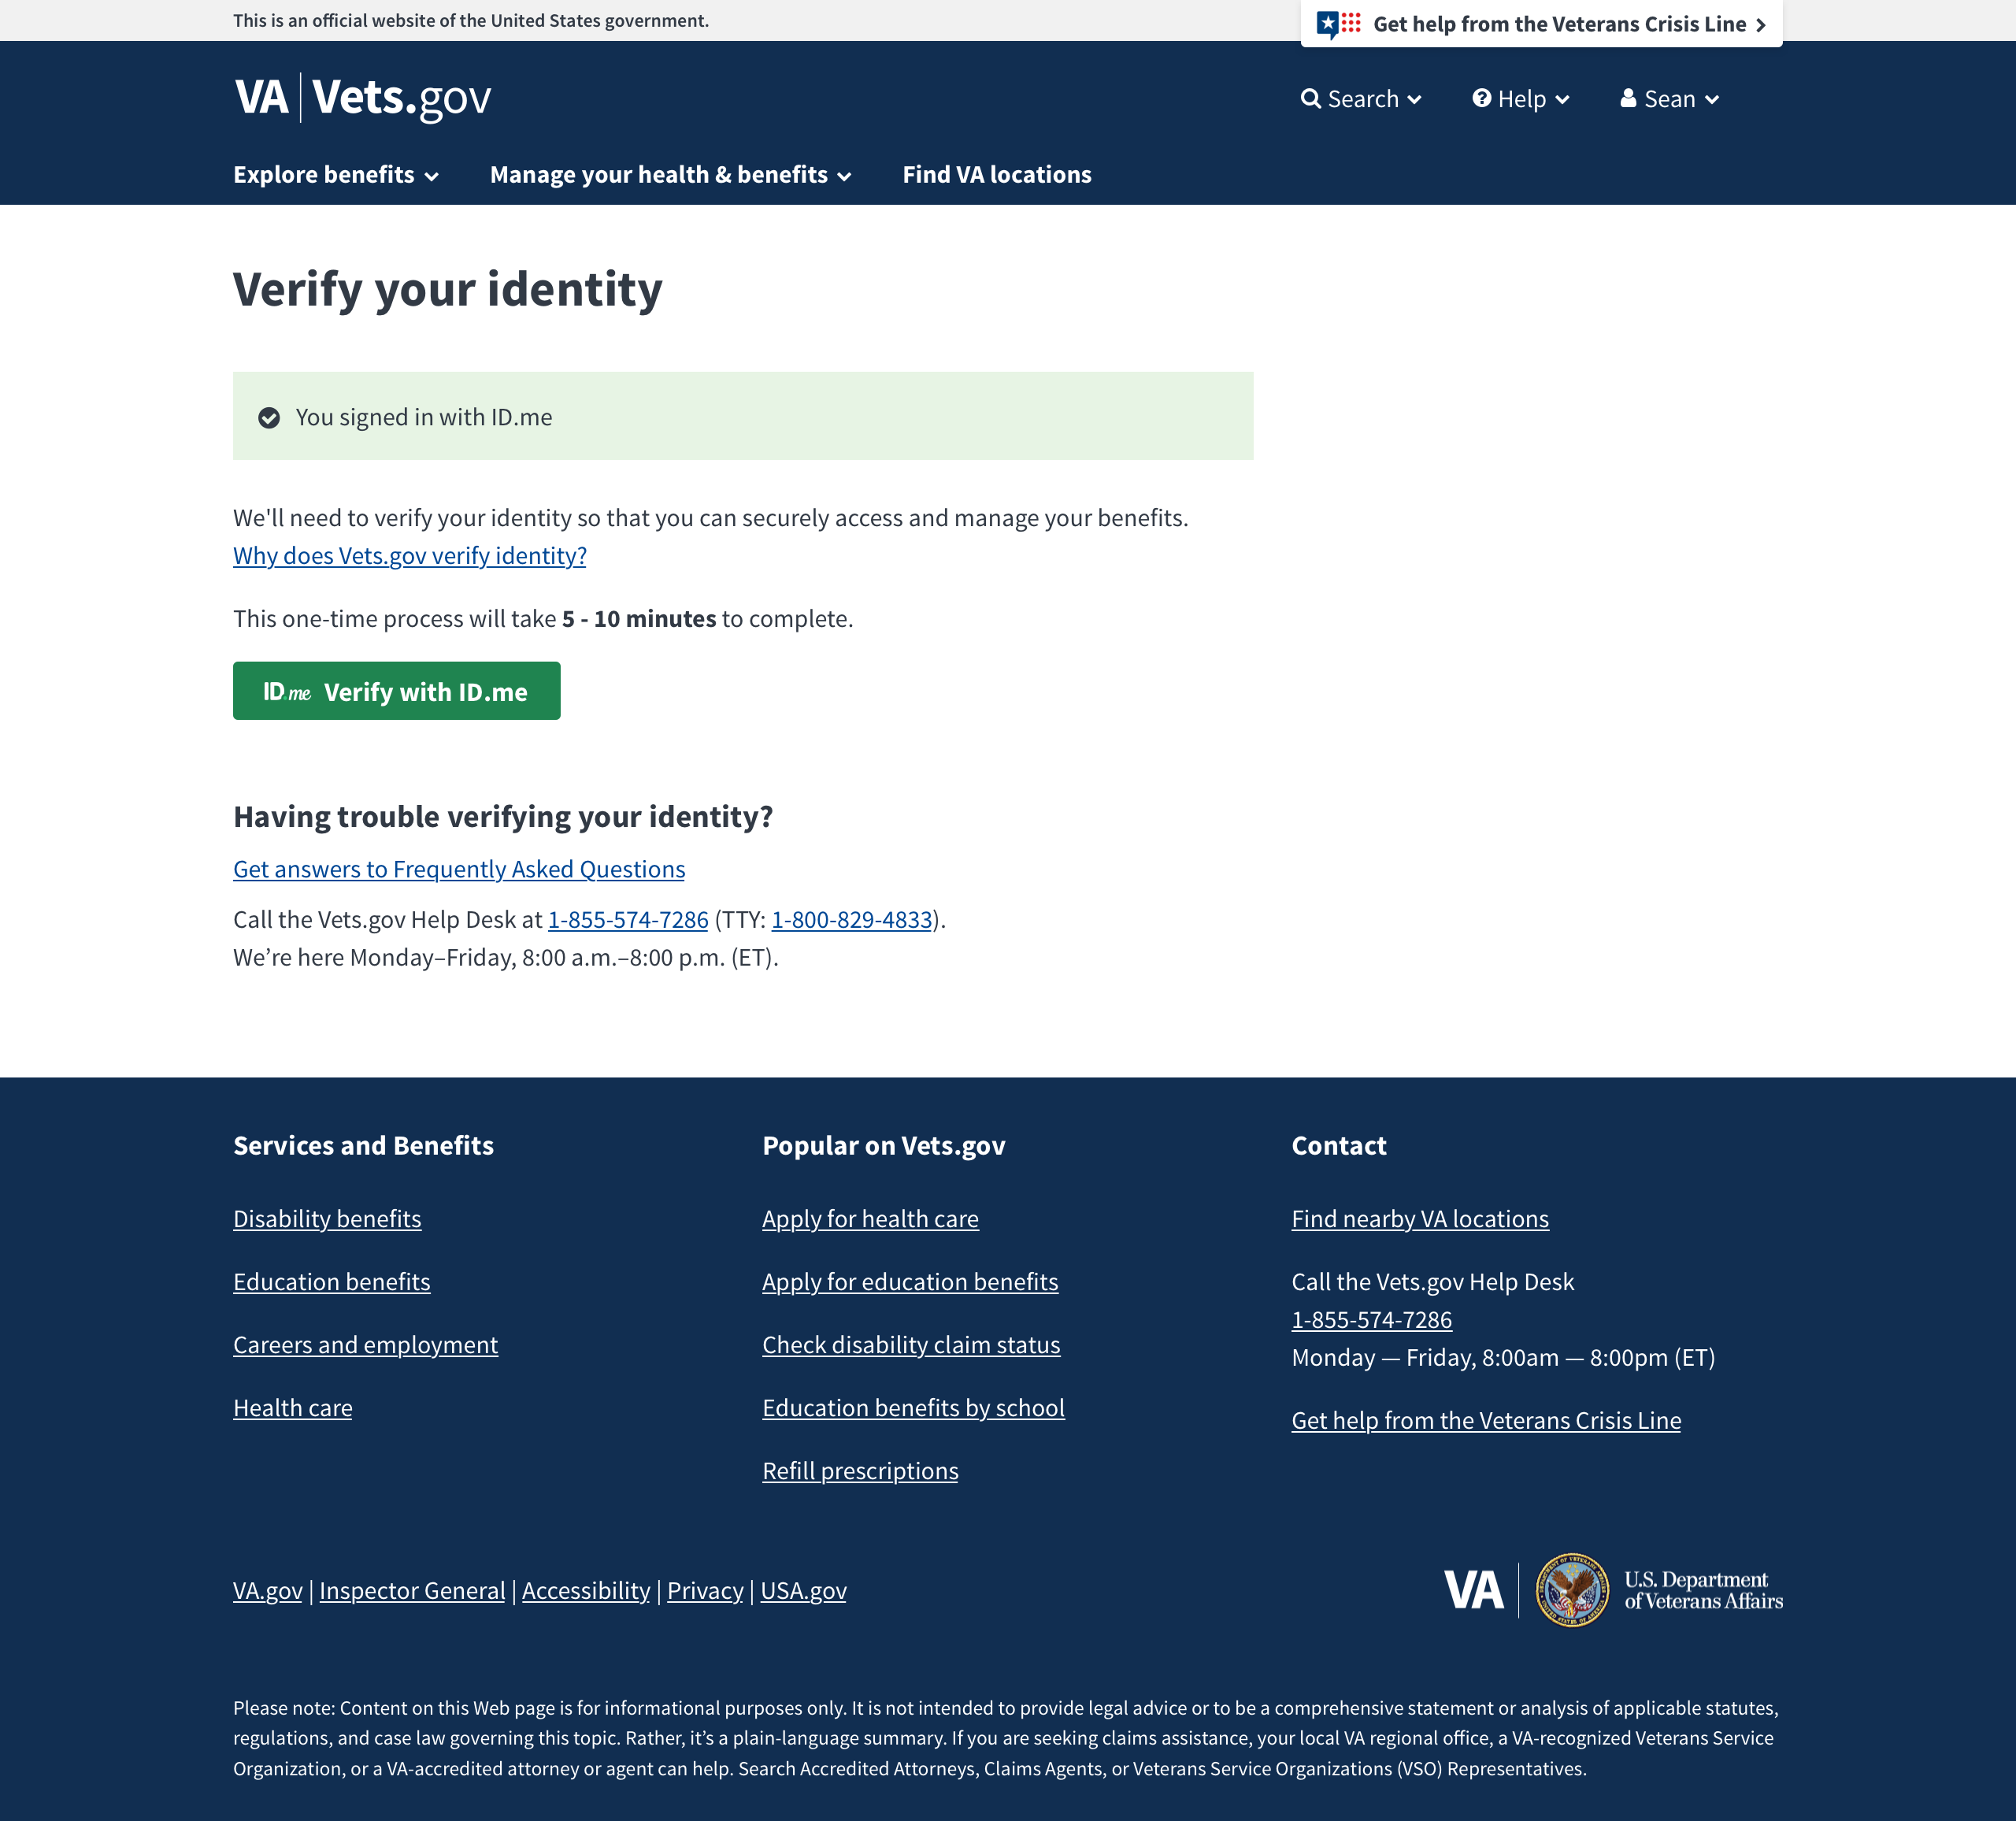 This is an official website of the United States government.
Get help from the Veterans Crisis Line
VA | Vets.gov
Search
Help
Sean
Explore benefits
Manage your health & benefits
Find VA locations
Verify your identity
You signed in with ID.me
We'll need to verify your identity so that you can securely access and manage your benefits.
Why does Vets.gov verify identity?
This one-time process will take 5 - 10 minutes to complete.
ID.me Verify with ID.me
Having trouble verifying your identity?
Get answers to Frequently Asked Questions
Call the Vets.gov Help Desk at 1-855-574-7286 (TTY: 1-800-829-4833).
We’re here Monday–Friday, 8:00 a.m.–8:00 p.m. (ET).
Services and Benefits
Disability benefits
Education benefits
Careers and employment
Health care
Popular on Vets.gov
Apply for health care
Apply for education benefits
Check disability claim status
Education benefits by school
Refill prescriptions
Contact
Find nearby VA locations
Call the Vets.gov Help Desk
1-855-574-7286
Monday — Friday, 8:00am — 8:00pm (ET)
Get help from the Veterans Crisis Line
VA.gov | Inspector General | Accessibility | Privacy | USA.gov
VA
U.S. Department
of Veterans Affairs
Please note: Content on this Web page is for informational purposes only. It is not intended to provide legal advice or to be a comprehensive statement or analysis of applicable statutes,
regulations, and case law governing this topic. Rather, it’s a plain-language summary. If you are seeking claims assistance, your local VA regional office, a VA-recognized Veterans Service
Organization, or a VA-accredited attorney or agent can help. Search Accredited Attorneys, Claims Agents, or Veterans Service Organizations (VSO) Representatives.